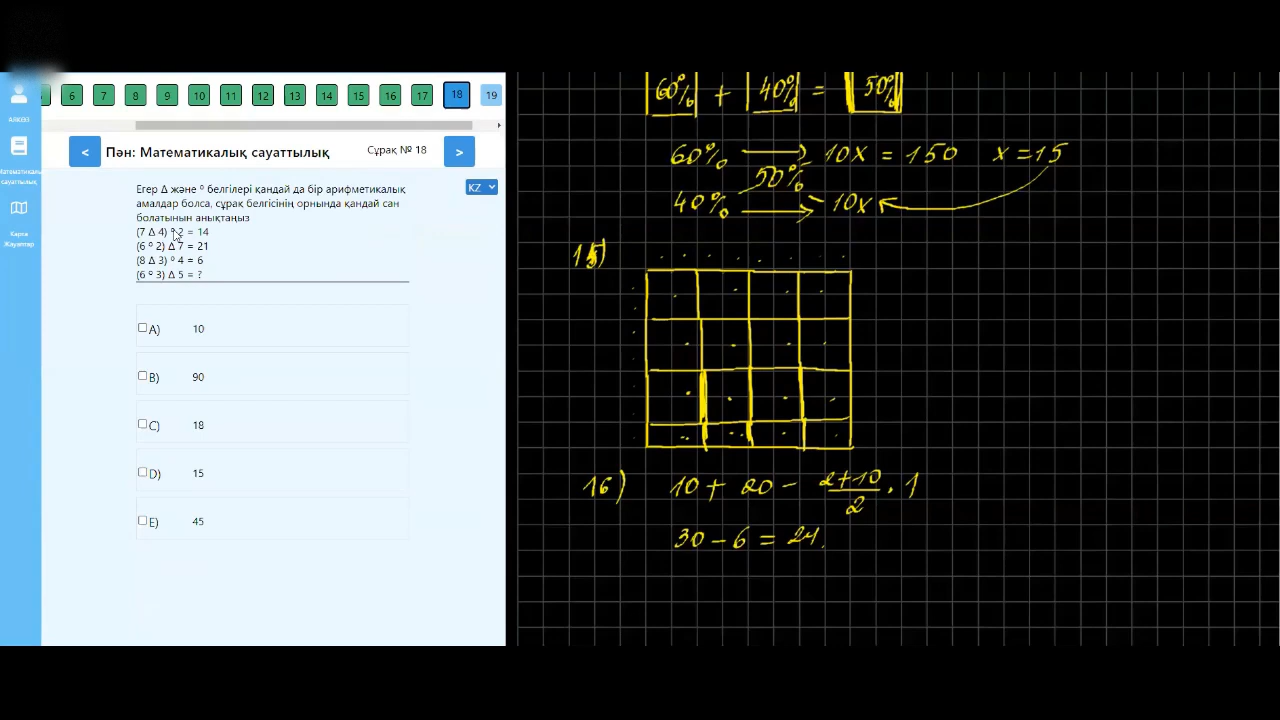 6 7 8 9 10 11 12 13 14 15 16 17 18 19
< Пән: Математикалық сауаттылық Сұрақ № 18 >
KZ
Егер Δ және º белгілері қандай да бір арифметикалық
амалдар болса, сұрақ белгісінің орнында қандай сан
болатынын анықтаңыз
(7 Δ 4) º 2 = 14
(6 º 2) Δ 7 = 21
(8 Δ 3) º 4 = 6
(6 º 3) Δ 5 = ?
A) 10
B) 90
C) 18
D) 15
E) 45
Математикалық
сауаттылық
Карта
Жауаптар
60% + 40% = 50%
60% 10x = 150 x = 15
50%
40% 10x
15)
16) 10 + 20 - 2+10/2 · 1
30 - 6 = 24.